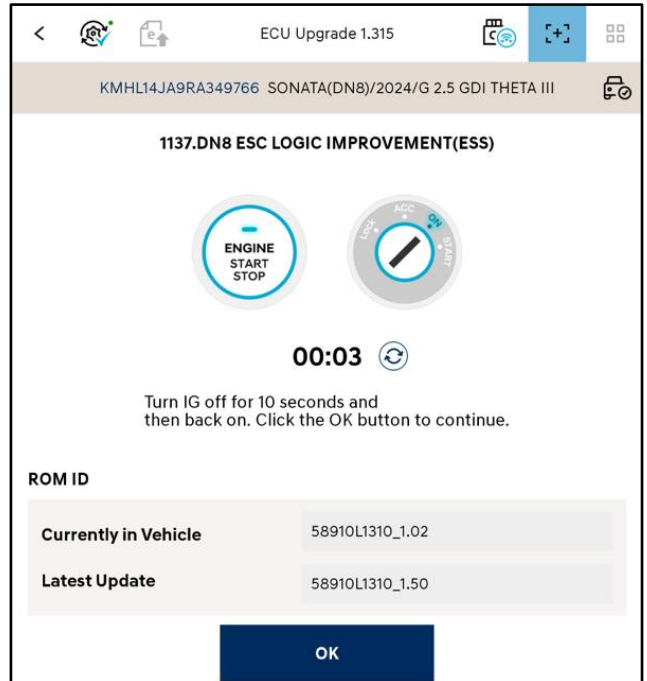 ECU Upgrade 1.315
KMHL14JA9RA349766 SONATA(DN8)/2024/G 2.5 GDI THETA III
1137.DN8 ESC LOGIC IMPROVEMENT(ESS)
ENGINE
START
STOP
Lock
ACC
ON
START
00:03
Turn IG off for 10 seconds and
then back on. Click the OK button to continue.
ROM ID
Currently in Vehicle
58910L1310_1.02
Latest Update
58910L1310_1.50
OK